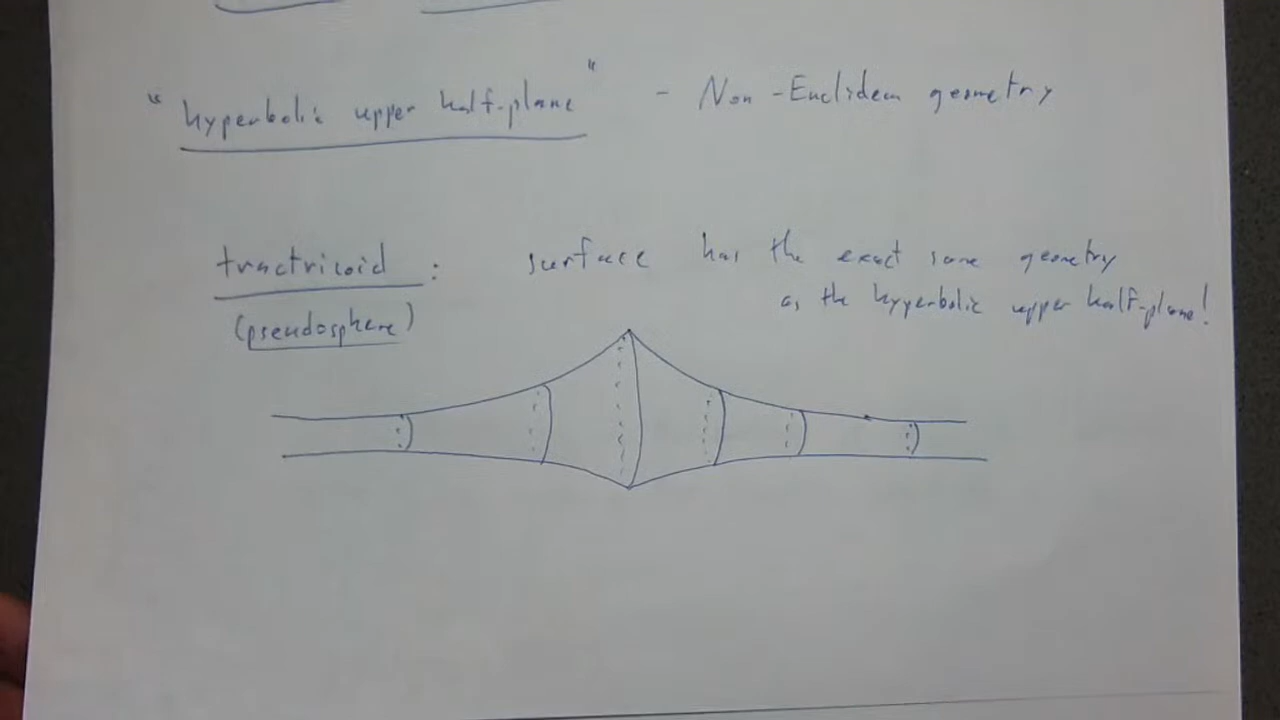 "hyperbolic upper half-plane" - Non-Euclidean geometry
tractricoid : surface has the exact same geometry
(pseudosphere) as the hyperbolic upper half-plane!